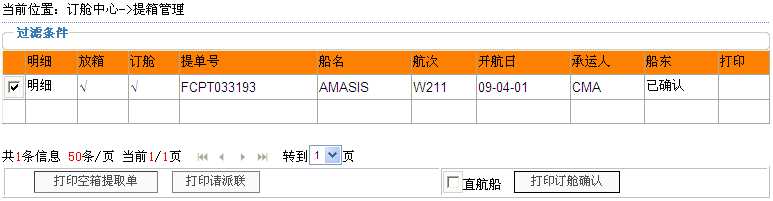 当前位置：订舱中心->提箱管理
过滤条件
明细 放箱 订舱 提单号 船名 航次 开航日 承运人 船东 打印
明细 √ √ FCPT033193 AMASIS W211 09-04-01 CMA 已确认
共1条信息 50条/页 当前1/1页 转到 1 页
打印空箱提取单 打印请派联 直航船 打印订舱确认